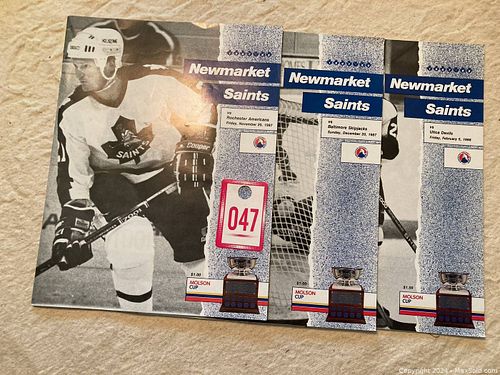 Newmarket
Saints
vs
Rochester Americans
Friday, November 20, 1987
SAINTS
Cooper
047
$1.00
MOLSON
CUP
Newmarket
Saints
vs
Baltimore Skipjacks
Sunday, December 20, 1987
$1.00
MOLSON
CUP
Newmarket
Saints
vs
Utica Devils
Friday, February 5, 1988
2
$1.00
MOLSON
CUP
Copyright 2024 - MaxSold.com